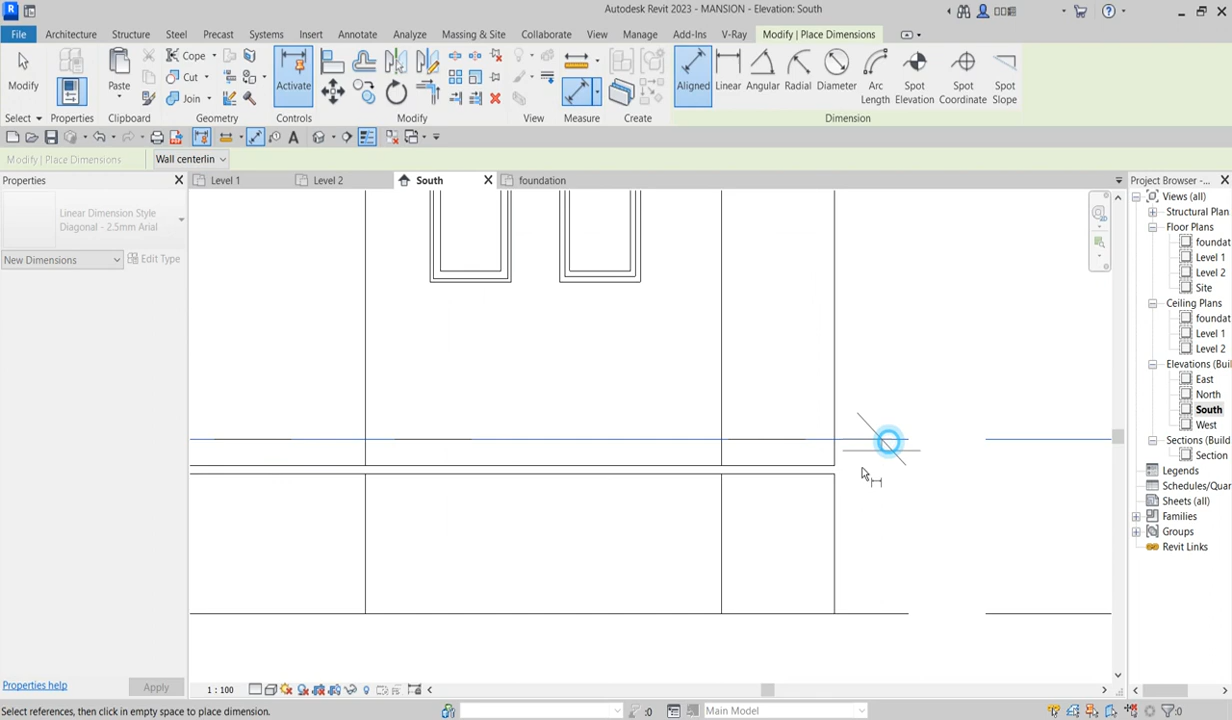 Autodesk Revit 2023 - MANSION - Elevation: South
File Architecture Structure Steel Precast Systems Insert Annotate Analyze Massing & Site Collaborate View Manage Add-Ins V-Ray Modify | Place Dimensions
Modify Paste Cope Cut Join Activate Aligned Linear Angular Radial Diameter Arc Length Spot Elevation Spot Coordinate Spot Slope
Select Properties Clipboard Geometry Controls Modify View Measure Create Dimension
Modify | Place Dimensions Wall centerlin
Properties
Level 1 Level 2 South foundation
Project Browser -...
Linear Dimension Style
Diagonal - 2.5mm Arial
New Dimensions Edit Type
Views (all)
Structural Plan
Floor Plans
foundat
Level 1
Level 2
Site
Ceiling Plans
foundat
Level 1
Level 2
Elevations (Buil
East
North
South
West
Sections (Build
Section
Legends
Schedules/Quar
Sheets (all)
Families
Groups
Revit Links
Properties help Apply
1 : 100
Select references, then click in empty space to place dimension.
:0 Main Model :0